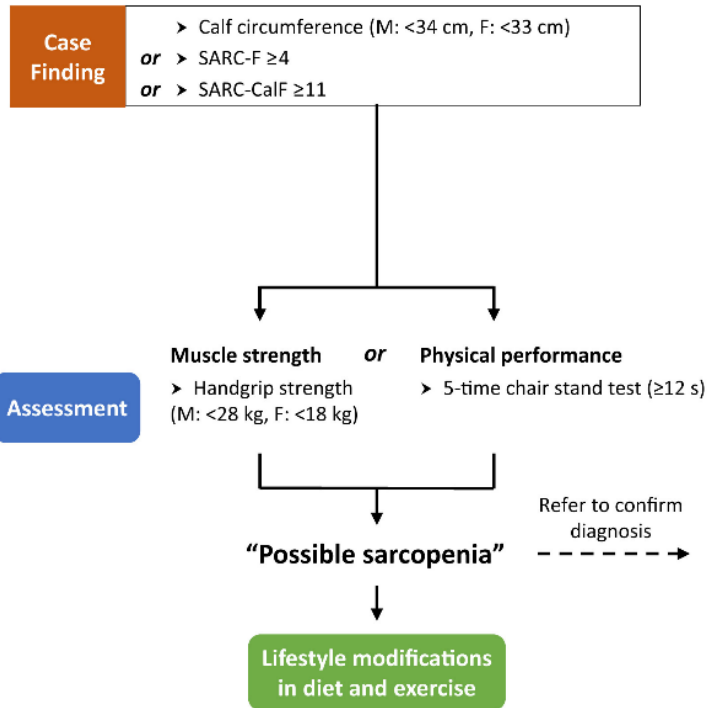 Case
Finding
➤ Calf circumference (M: <34 cm, F: <33 cm)
or ➤ SARC-F ≥4
or ➤ SARC-CalF ≥11
Muscle strength or Physical performance
➤ Handgrip strength
(M: <28 kg, F: <18 kg)
➤ 5-time chair stand test (≥12 s)
Assessment
Refer to confirm
diagnosis
“Possible sarcopenia”
Lifestyle modifications
in diet and exercise